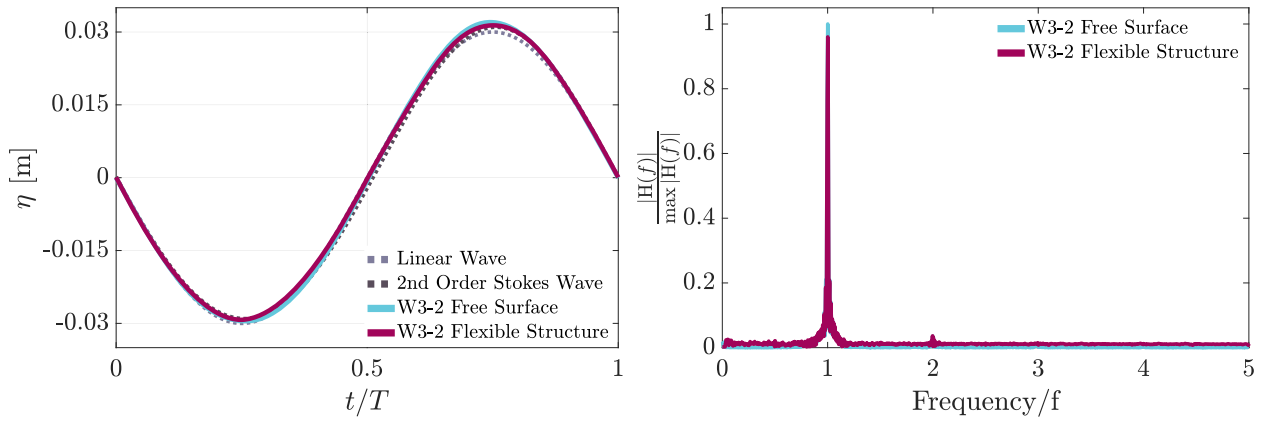 0.03
0.015
0
-0.015
-0.03
η [m]
Linear Wave
2nd Order Stokes Wave
W3-2 Free Surface
W3-2 Flexible Structure
0
0.5
1
t/T
1
0.8
0.6
0.4
0.2
0
|H(f)|
max |H(f)|
W3-2 Free Surface
W3-2 Flexible Structure
0
1
2
3
4
5
Frequency/f